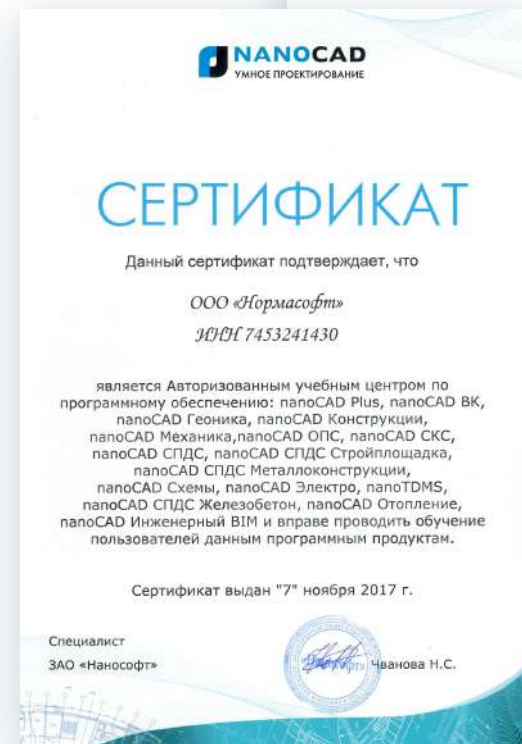 NANOCAD
УМНОЕ ПРОЕКТИРОВАНИЕ
СЕРТИФИКАТ
Данный сертификат подтверждает, что
ООО «Нормасофт»
ИНН 7453241430
является Авторизованным учебным центром по
программному обеспечению: nanoCAD Plus, nanoCAD ВК,
nanoCAD Геоника, nanoCAD Конструкции,
nanoCAD Механика,nanoCAD ОПС, nanoCAD СКС,
nanoCAD СПДС, nanoCAD СПДС Стройплощадка,
nanoCAD СПДС Металлоконструкции,
nanoCAD Схемы, nanoCAD Электро, nanoTDMS,
nanoCAD СПДС Железобетон, nanoCAD Отопление,
nanoCAD Инженерный BIM и вправе проводить обучение
пользователей данным программным продуктам.
Сертификат выдан "7" ноября 2017 г.
Специалист
ЗАО «Нанософт»
Чванова Н.С.